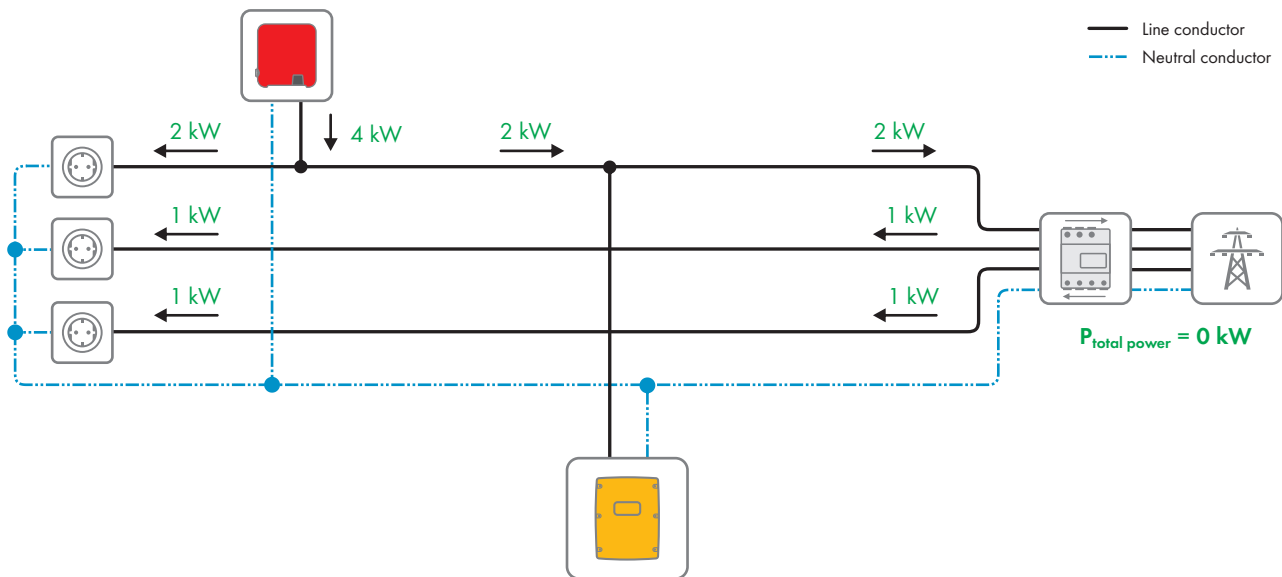 Line conductor
Neutral conductor
2 kW
4 kW
2 kW
2 kW
1 kW
1 kW
1 kW
1 kW
Ptotal power = 0 kW